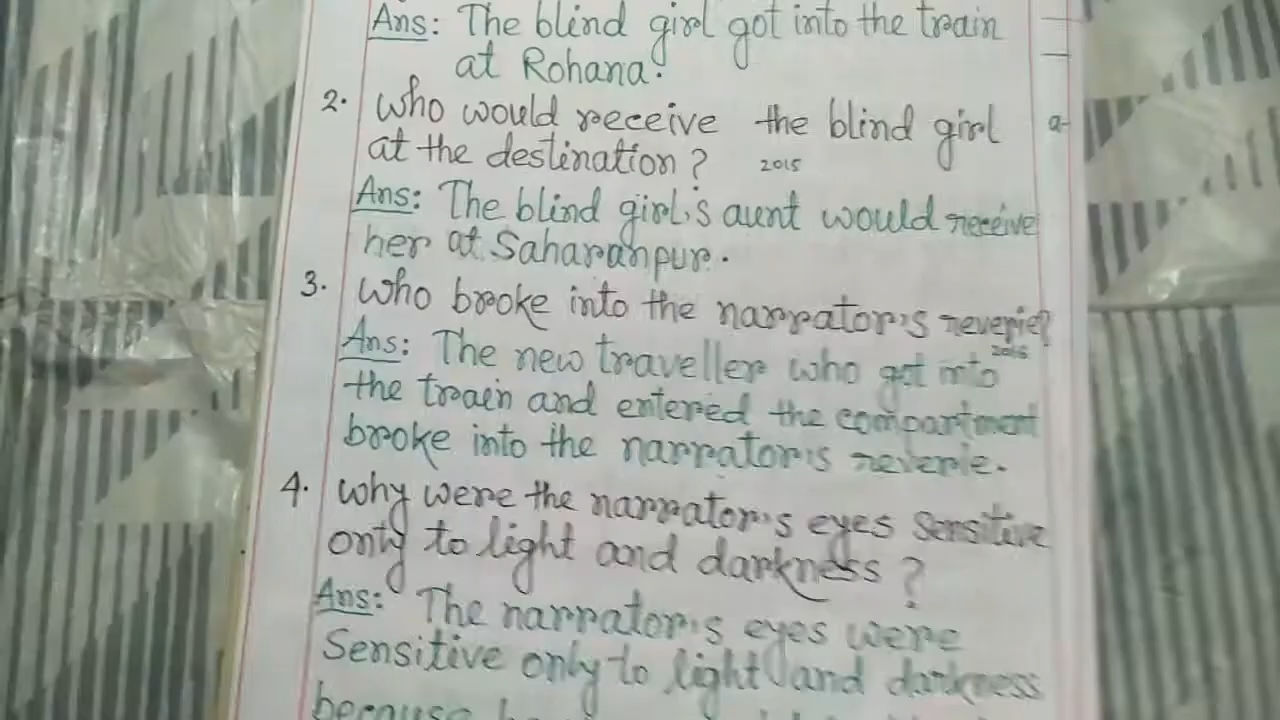 Ans: The blind girl got into the train
at Rohana.
2. Who would receive the blind girl
at the destination? 2015
Ans: The blind girl's aunt would receive
her at Saharanpur.
3. Who broke into the narrator's reverie?
2016
Ans: The new traveller who got into
the train and entered the compartment
broke into the narrator's reverie.
4. Why were the narrator's eyes sensitive
only to light and darkness?
Ans: The narrator's eyes were
Sensitive only to light and darkness
because